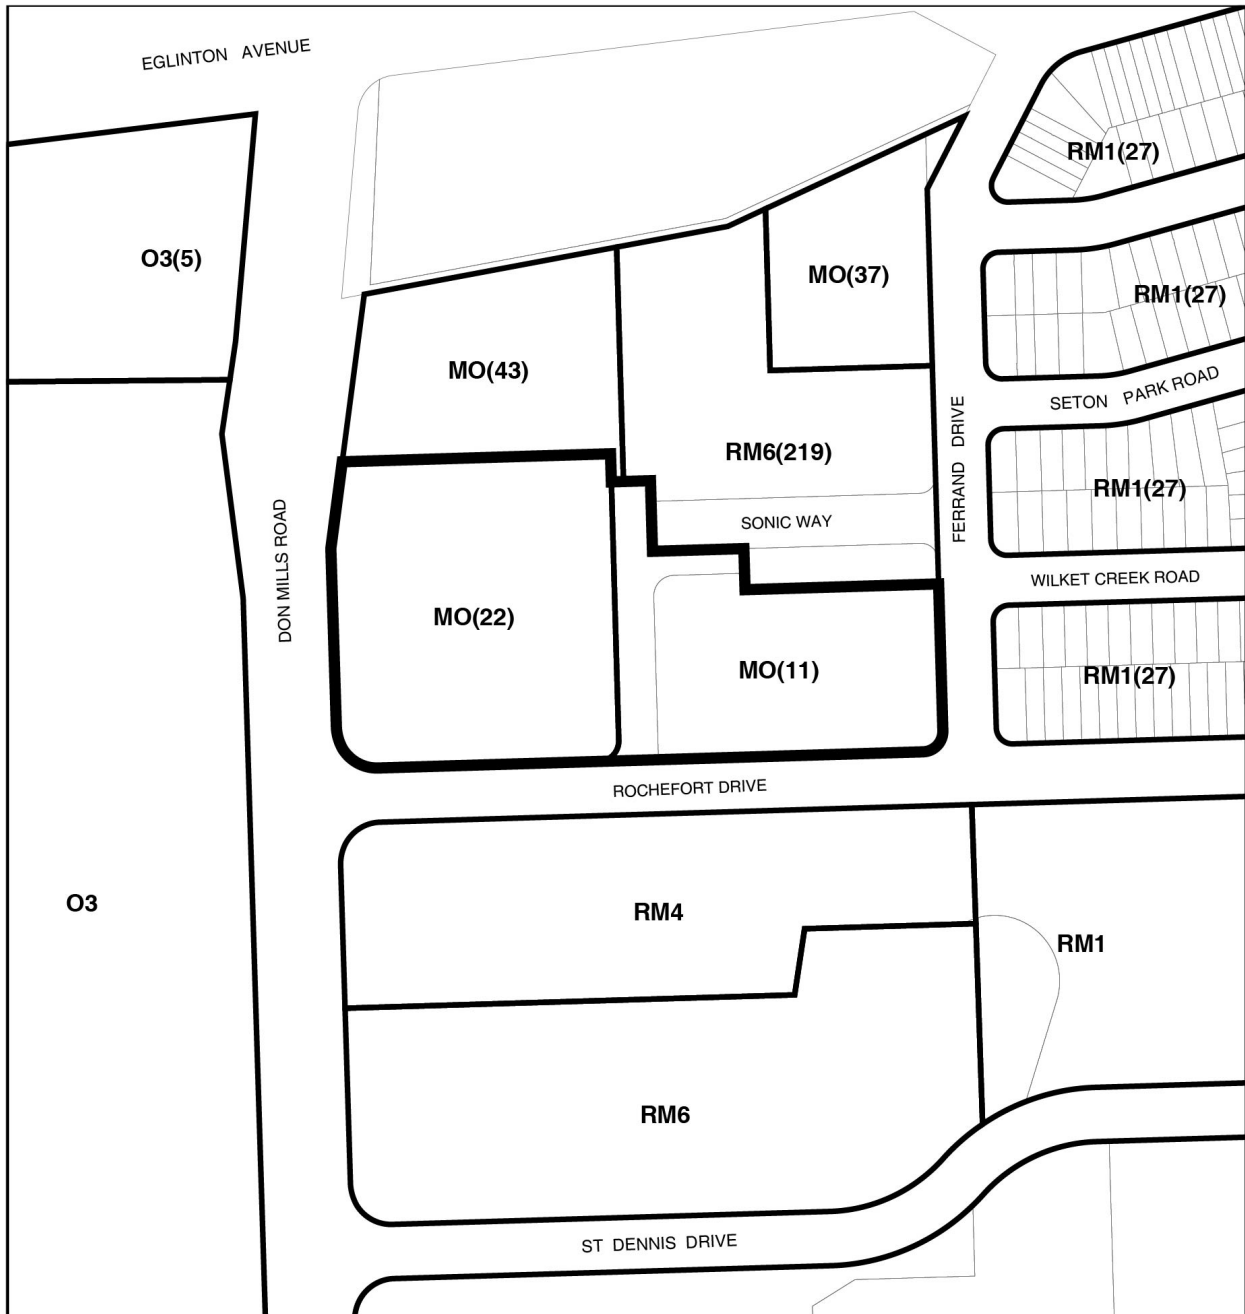 EGLINTON AVENUE
RM1(27)
O3(5)
MO(37)
RM1(27)
MO(43)
SETON PARK ROAD
RM6(219)
FERRAND DRIVE
RM1(27)
SONIC WAY
DON MILLS ROAD
WILKET CREEK ROAD
MO(22)
MO(11)
RM1(27)
ROCHEFORT DRIVE
O3
RM4
RM1
RM6
ST DENNIS DRIVE